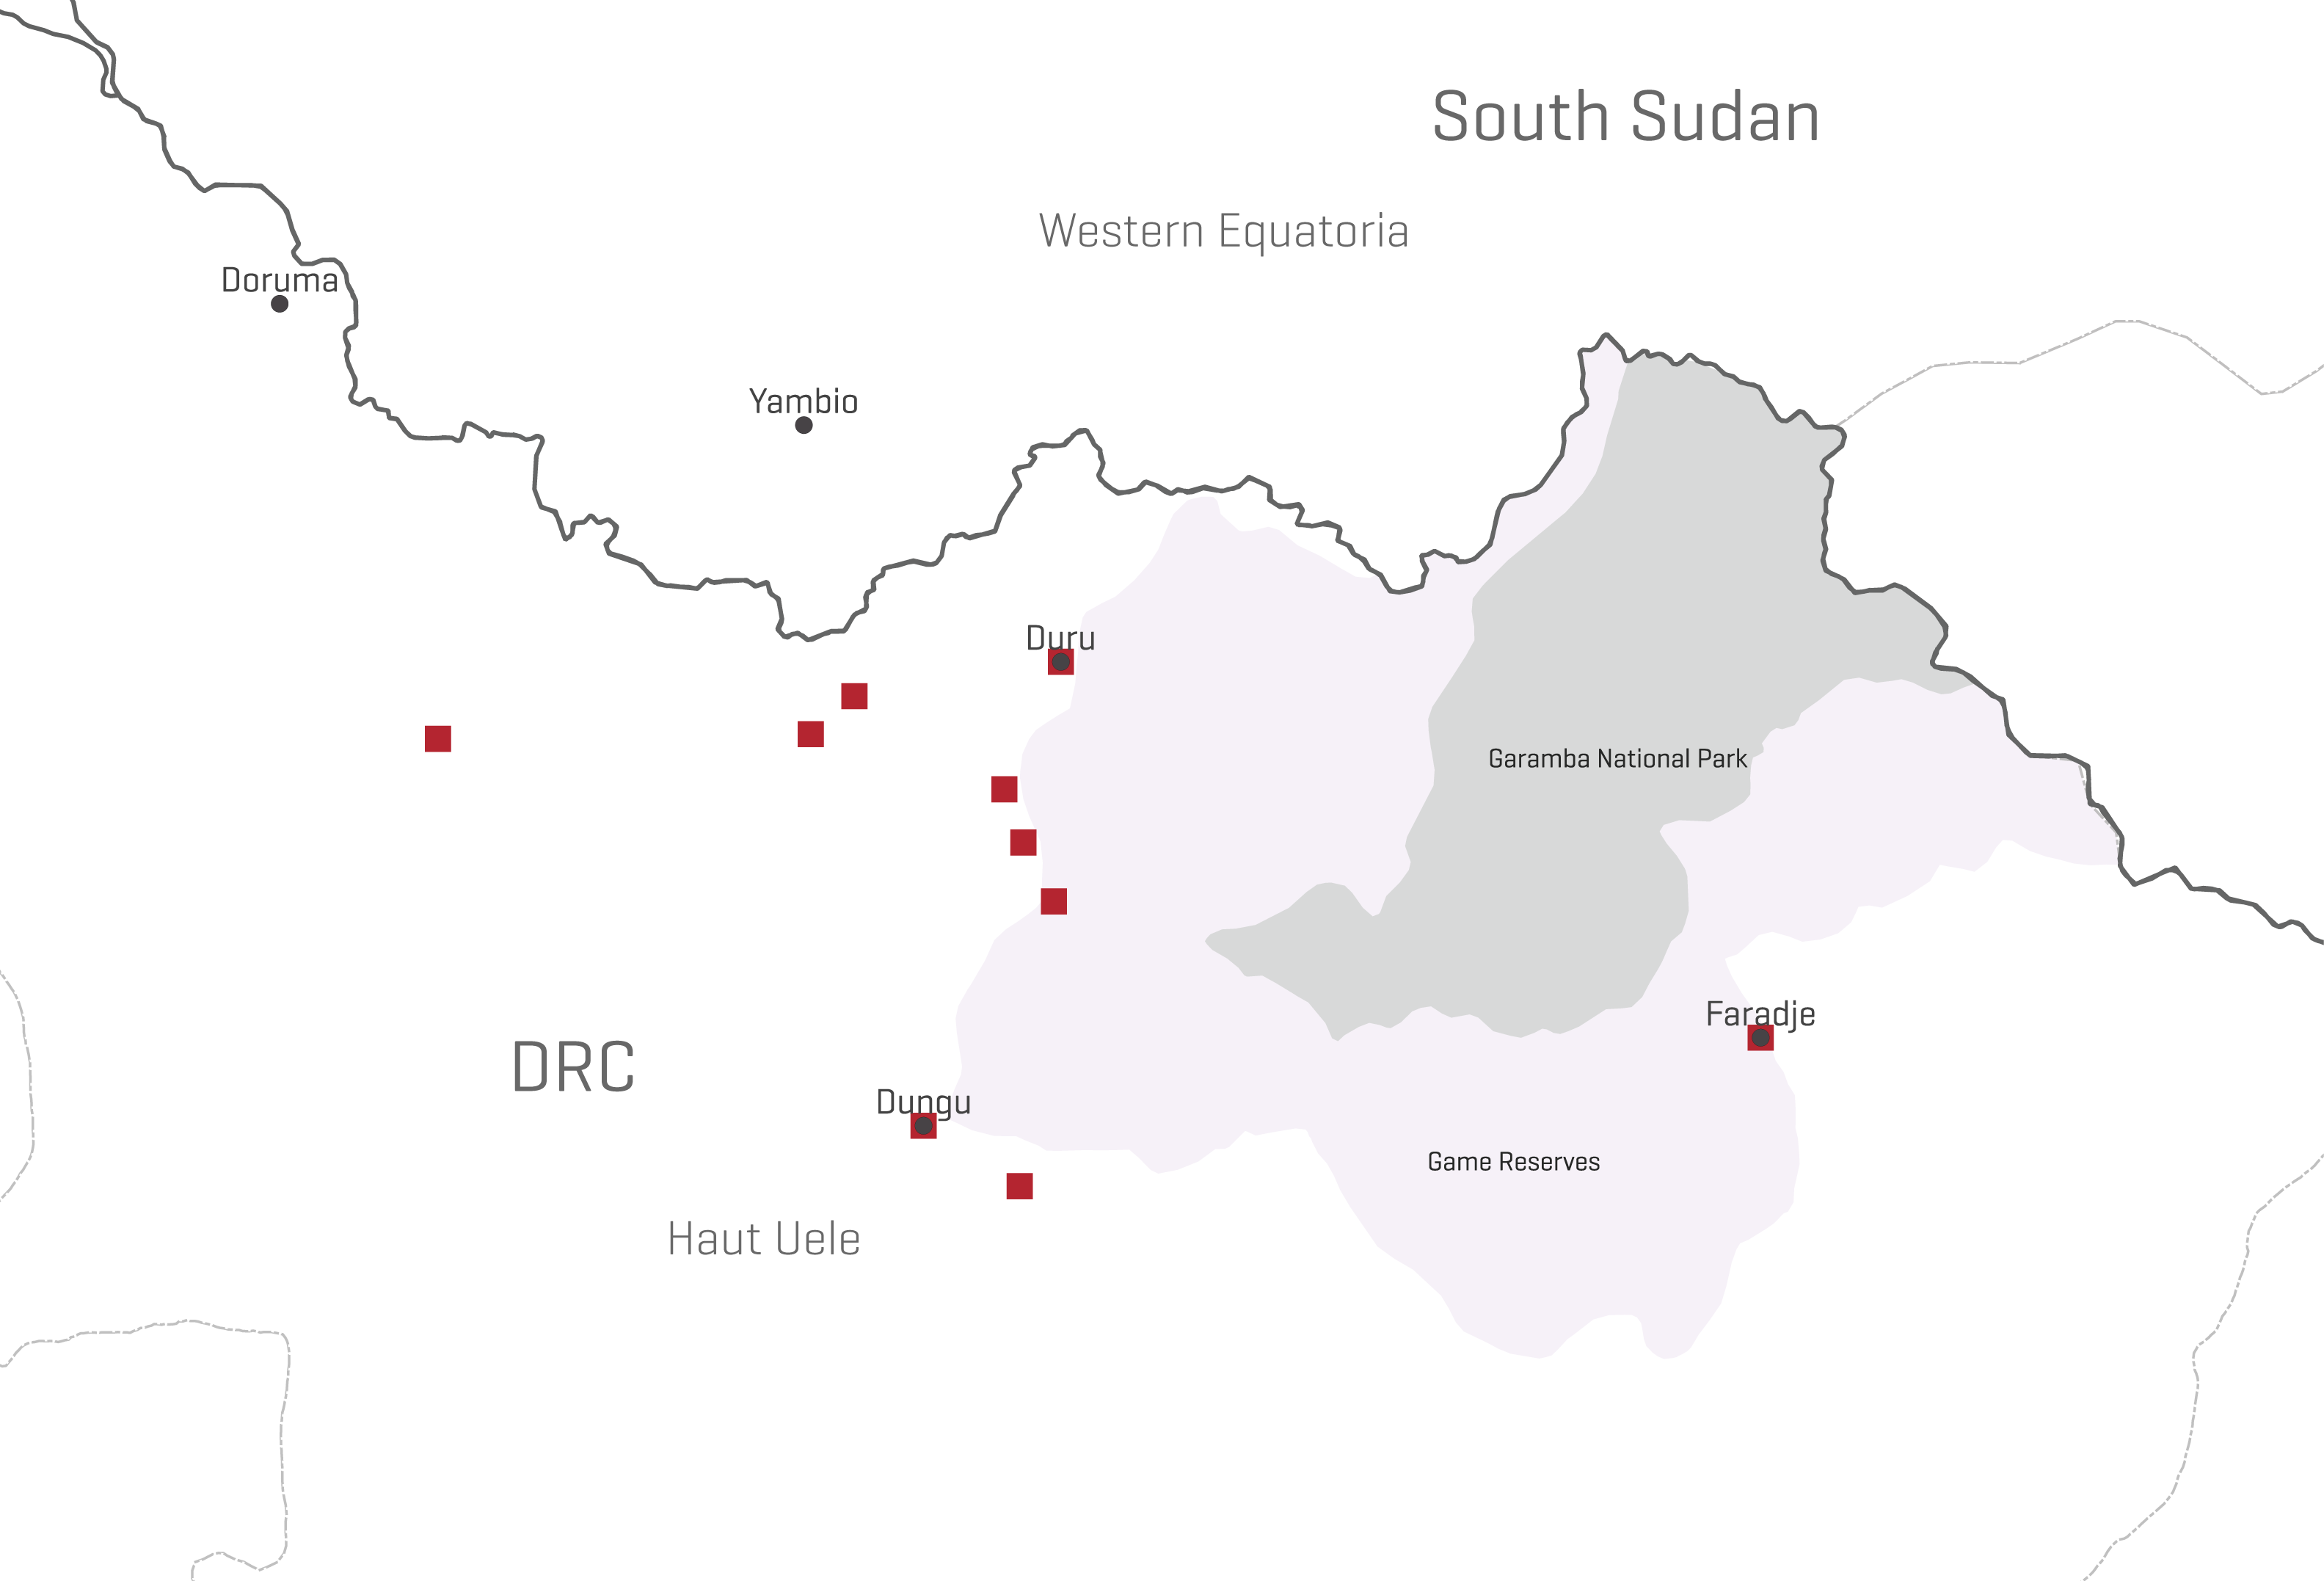 South Sudan
Western Equatoria
Doruma
Yambio
Duru
Garamba National Park
Faradje
DRC
Dungu
Game Reserves
Haut Uele